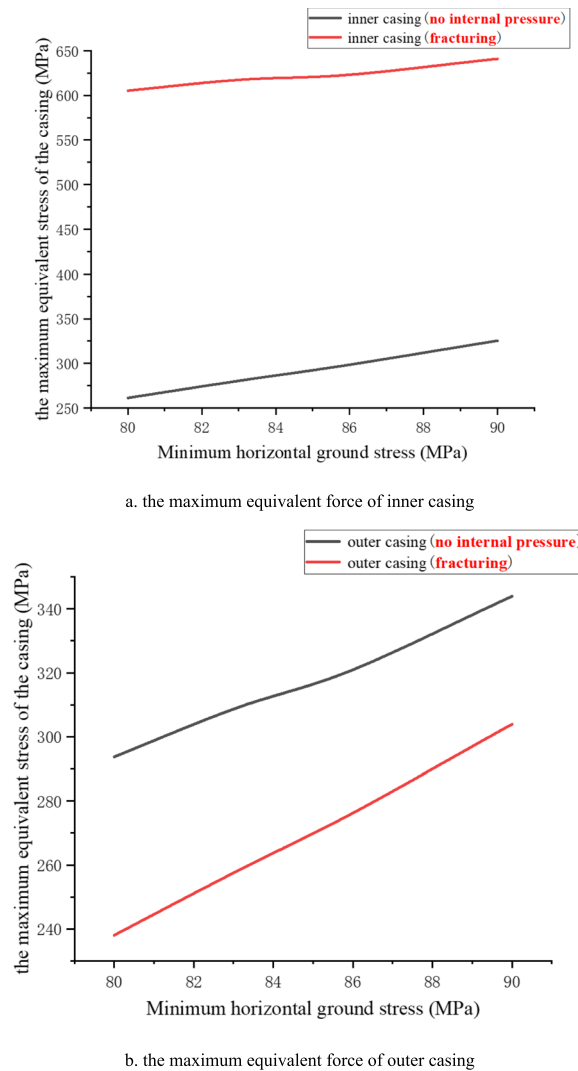 inner casing (no internal pressure)
inner casing (fracturing)
the maximum equivalent stress of the casing (MPa)
650
600
550
500
450
400
350
300
250
80
82
84
86
88
90
Minimum horizontal ground stress (MPa)
a. the maximum equivalent force of inner casing
outer casing (no internal pressure)
outer casing (fracturing)
the maximum equivalent stress of the casing (MPa)
340
320
300
280
260
240
80
82
84
86
88
90
Minimum horizontal ground stress (MPa)
b. the maximum equivalent force of outer casing